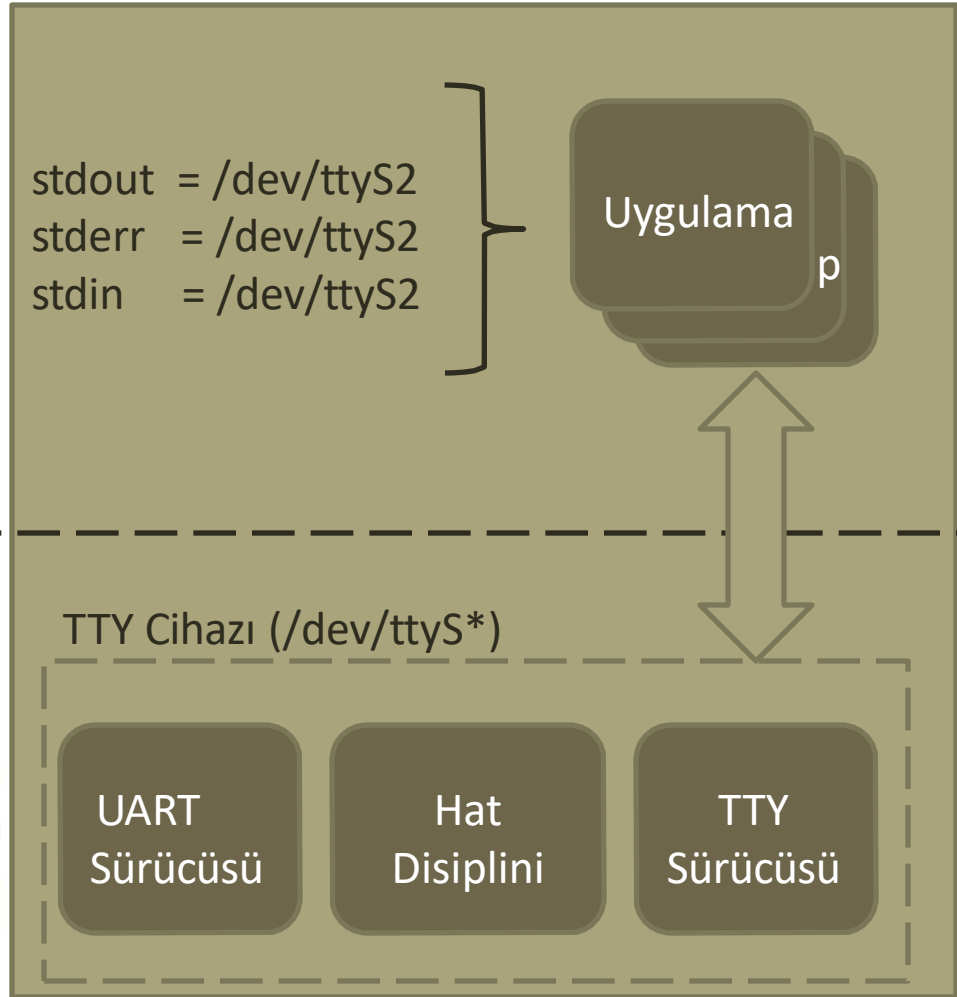 stdout = /dev/ttyS2
stderr = /dev/ttyS2
stdin = /dev/ttyS2
Uygulama
p
TTY Cihazı (/dev/ttyS*)
UART
Sürücüsü
Hat
Disiplini
TTY
Sürücüsü